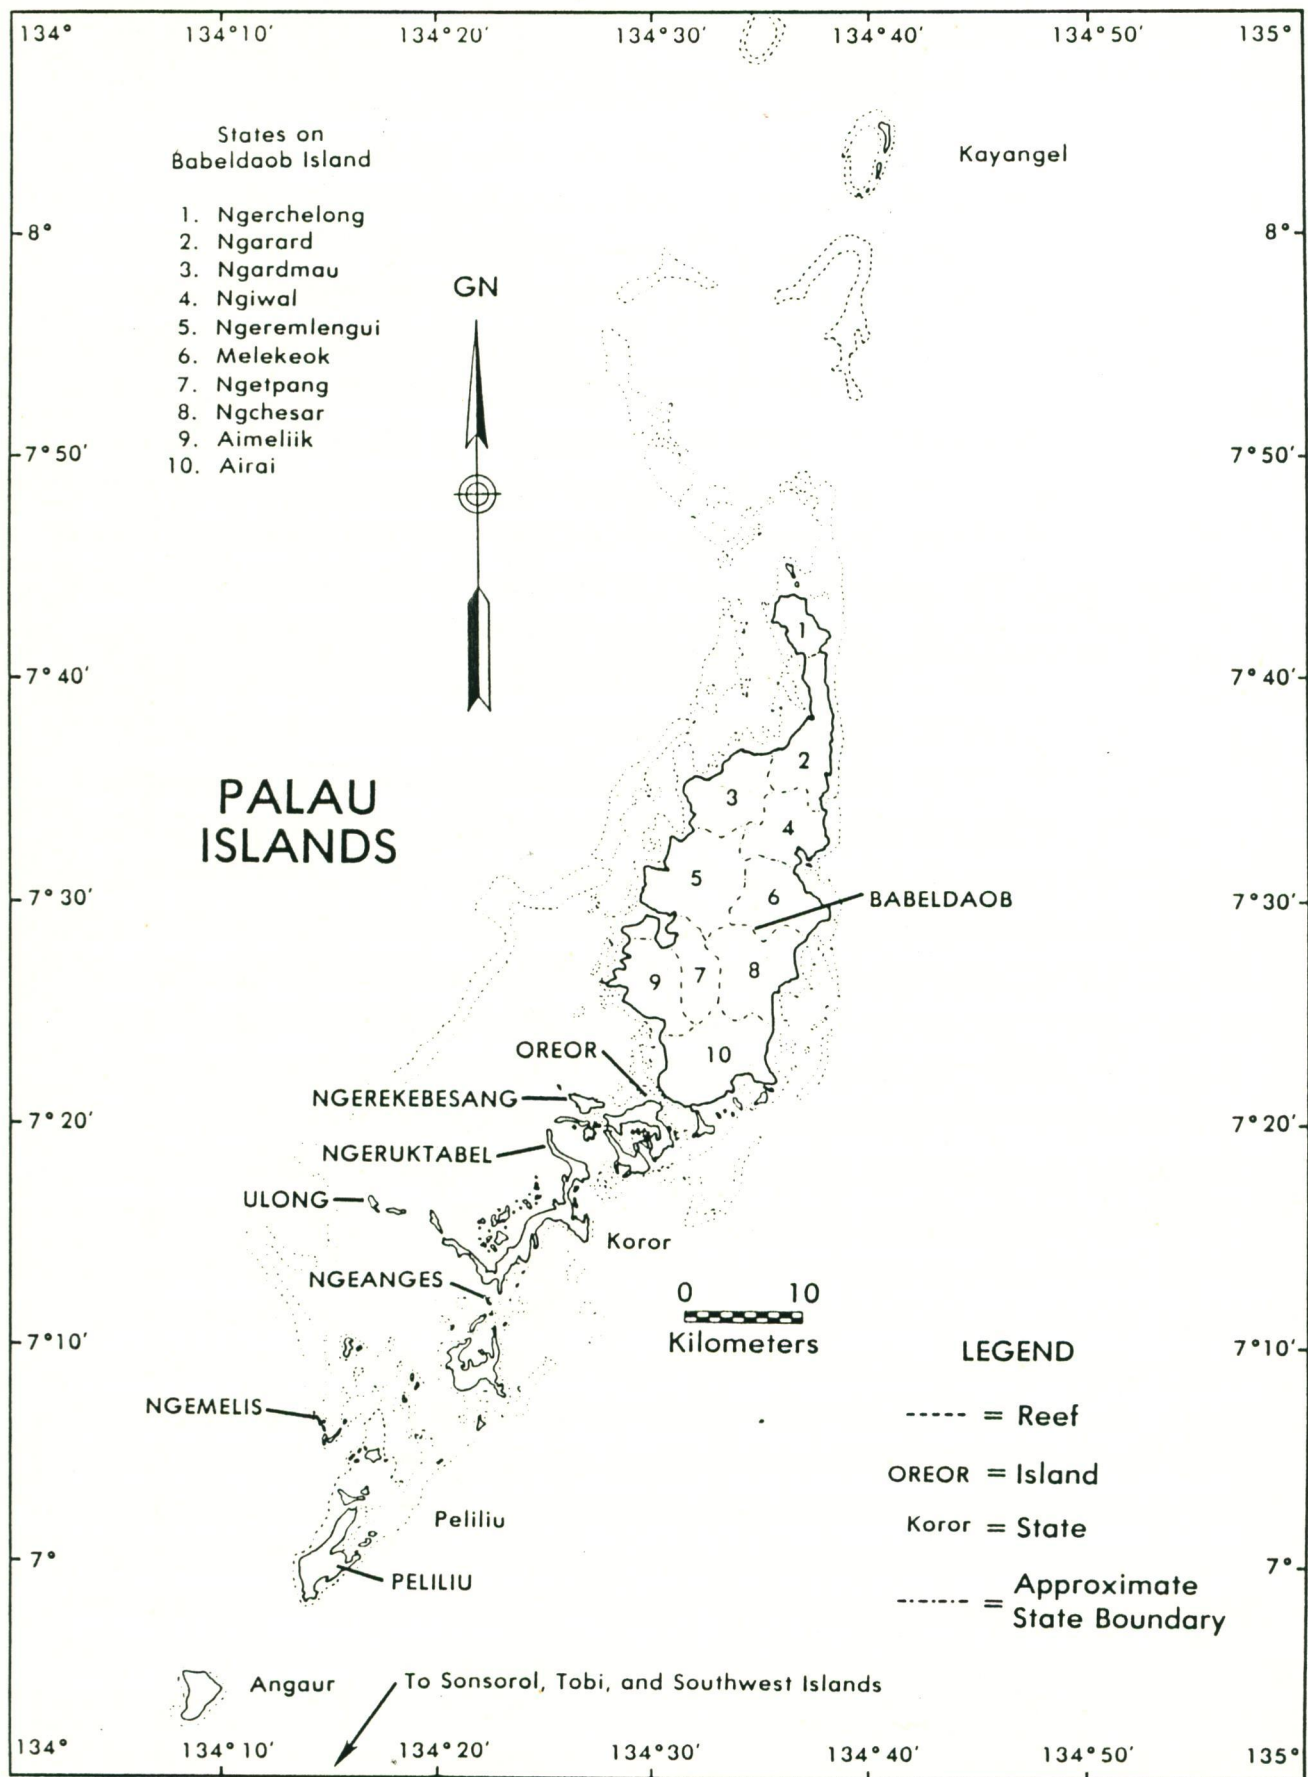 134°
134°10′
134°20′
134°30′
134°40′
134°50′
135°
States on
Babeldaob Island
1. Ngerchelong
2. Ngarard
3. Ngardmau
4. Ngiwal
5. Ngeremlengui
6. Melekeok
7. Ngetpang
8. Ngchesar
9. Aimeliik
10. Airai
Kayangel
8°
8°
GN
7°50′
7°50′
1
7°40′
7°40′
2
PALAU
ISLANDS
3
4
5
7°30′
6
BABELDAOB
7°30′
9
7
8
OREOR
10
NGEREKEBESANG
7°20′
7°20′
NGERUKTABEL
ULONG
Koror
NGEANGES
0 10
Kilometers
7°10′
LEGEND
7°10′
NGEMELIS
= Reef
OREOR = Island
Peliliu
Koror = State
7°
7°
PELILIU
= Approximate
State Boundary
Angaur
To Sonsorol, Tobi, and Southwest Islands
134°
134°10′
134°20′
134°30′
134°40′
134°50′
135°